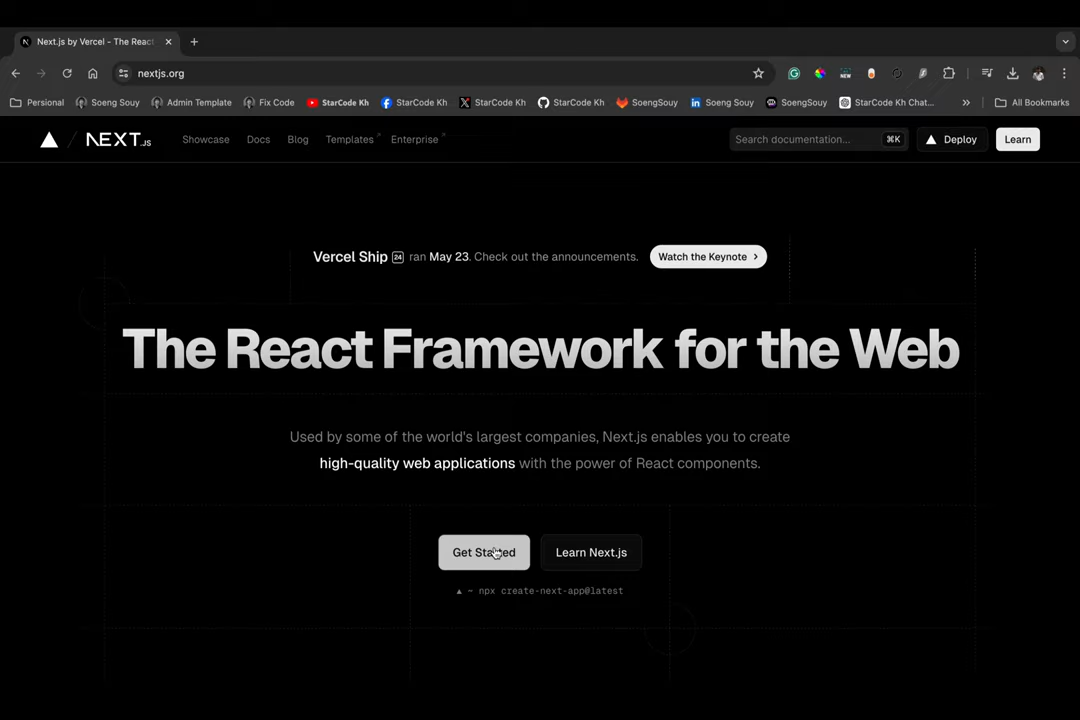 Next.js by Vercel - The React
nextjs.org
Personal Soeng Souy Admin Template Fix Code StarCode Kh StarCode Kh StarCode Kh StarCode Kh SoengSouy Soeng Souy SoengSouy StarCode Kh Chat... » All Bookmarks
NEXT.JS Showcase Docs Blog Templates Enterprise Search documentation... ⌘K Deploy Learn
Vercel Ship 24 ran May 23. Check out the announcements. Watch the Keynote
The React Framework for the Web
Used by some of the world's largest companies, Next.js enables you to create
high-quality web applications with the power of React components.
Get Started Learn Next.js
▲ ~ npx create-next-app@latest